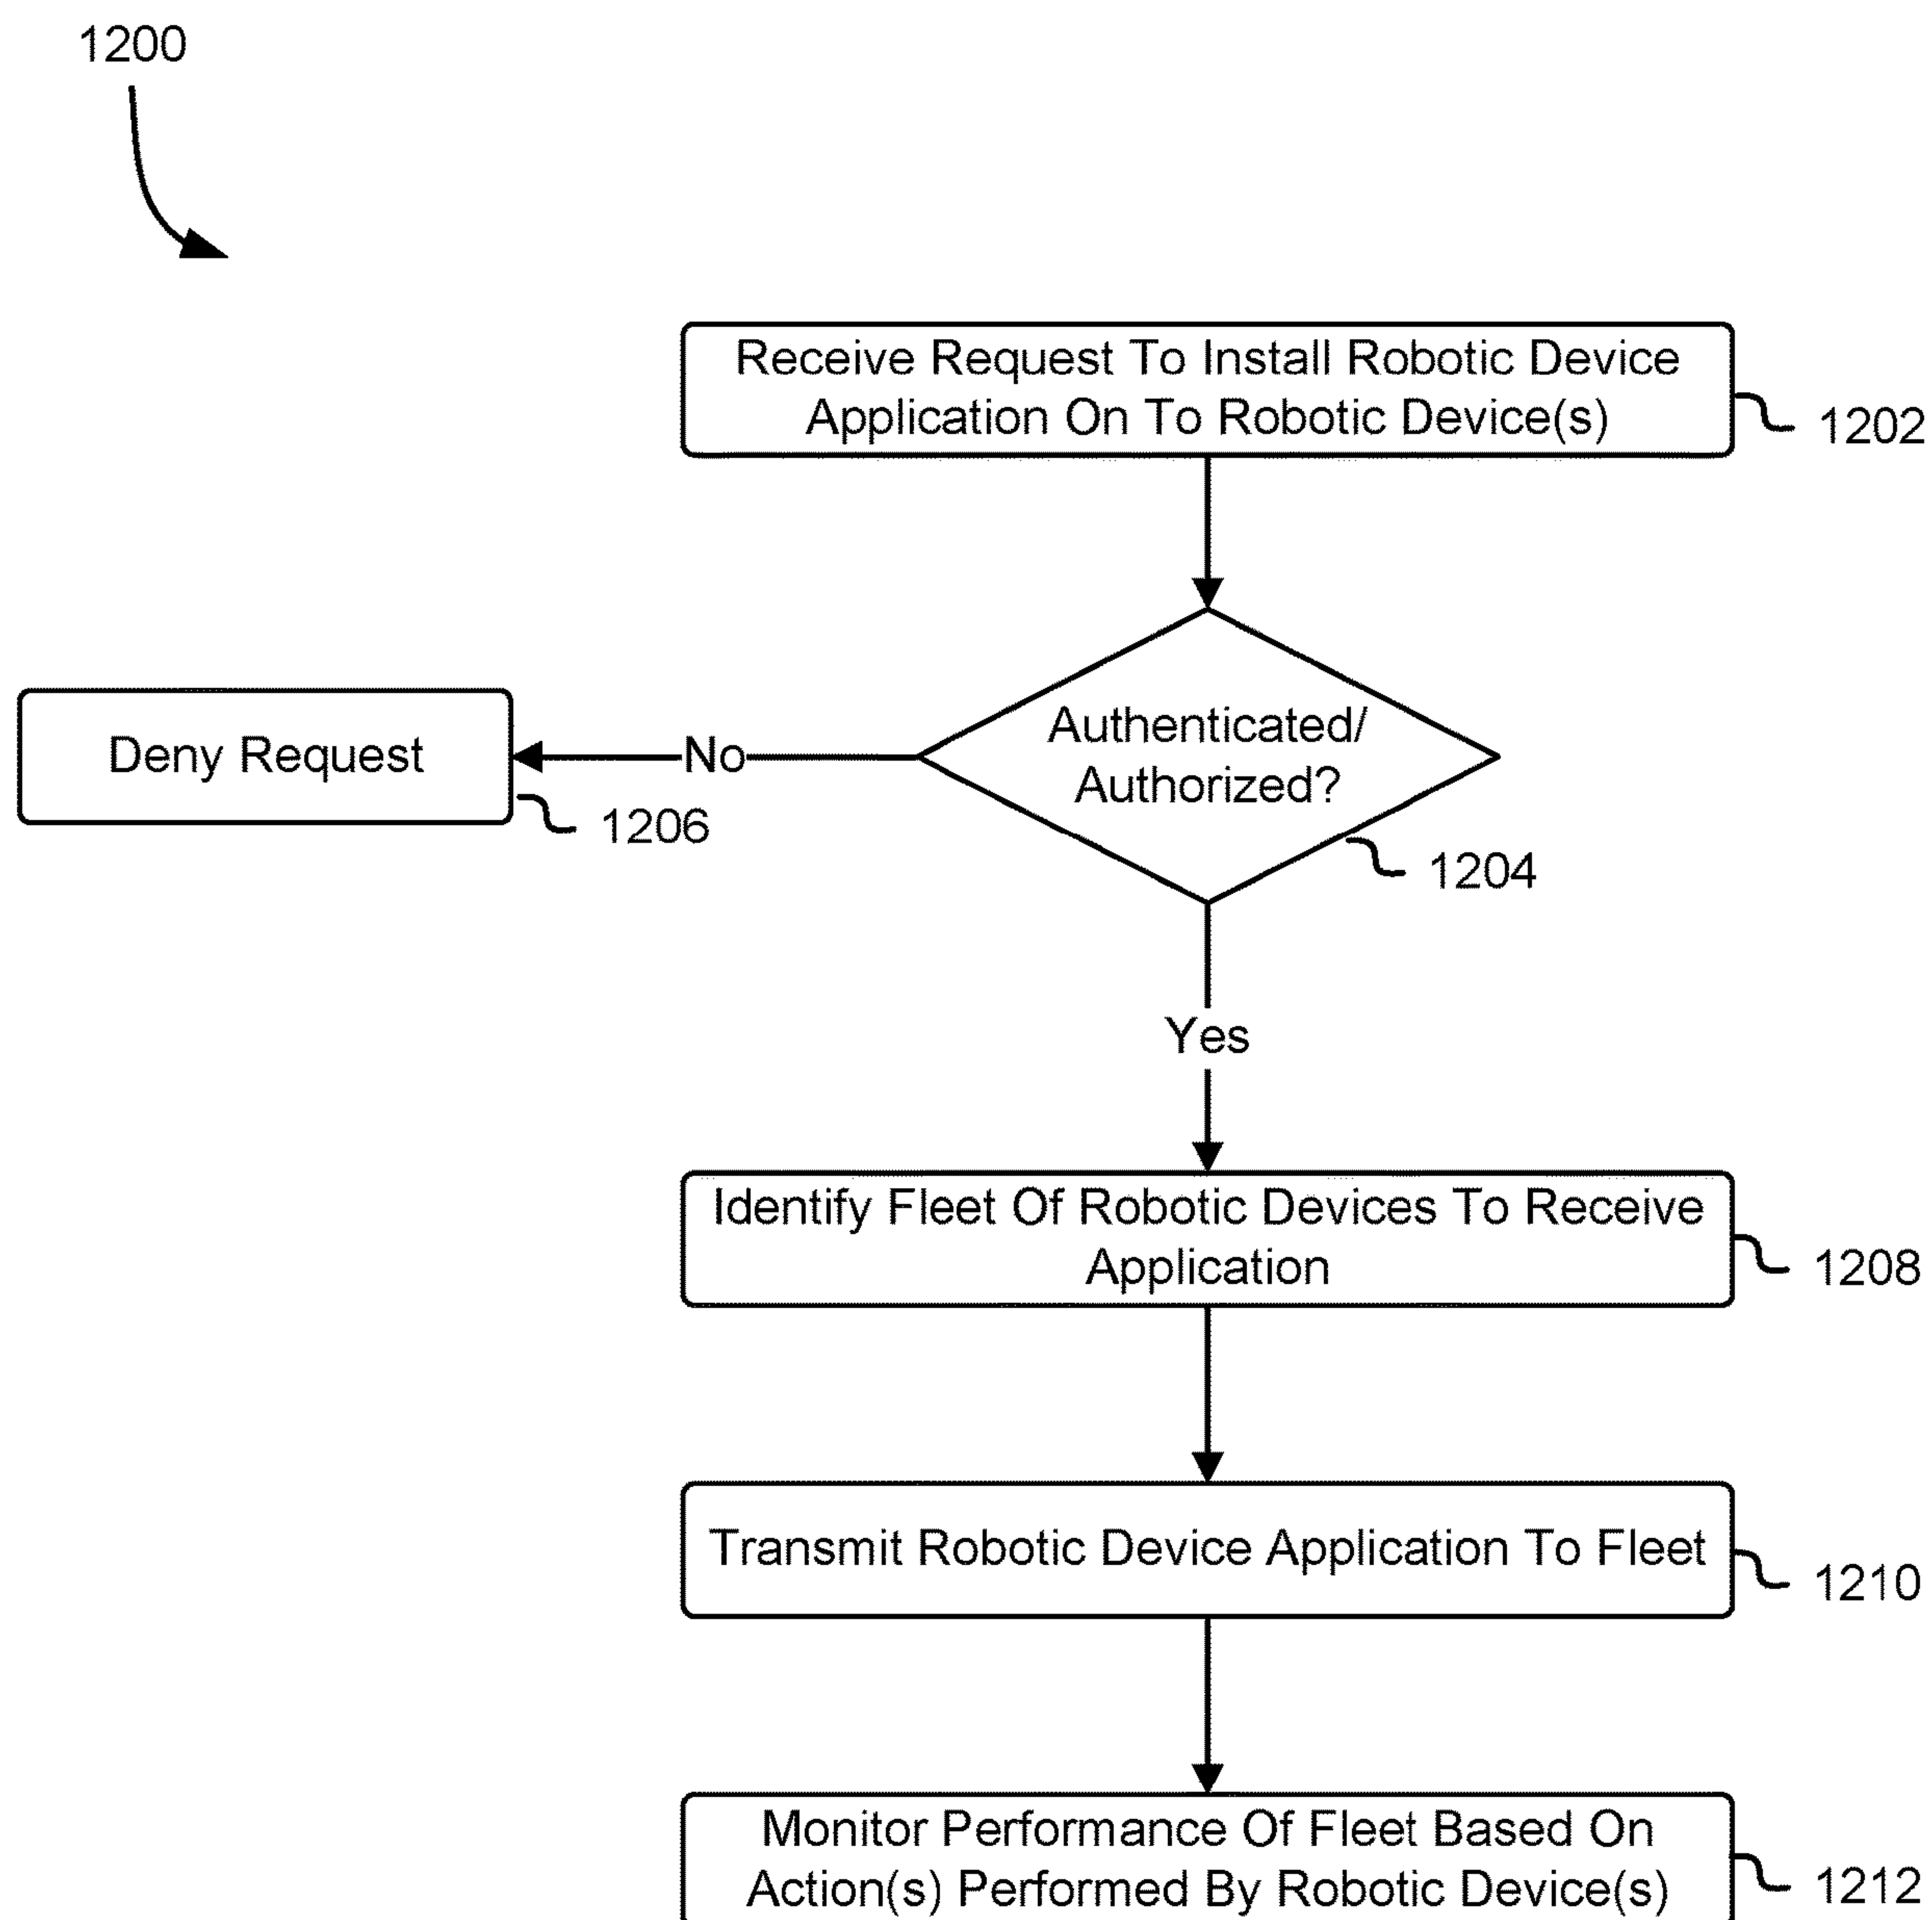 1200
Receive Request To Install Robotic Device
Application On To Robotic Device(s)
1202
Authenticated/
Authorized?
1204
No
Deny Request
1206
Yes
Identify Fleet Of Robotic Devices To Receive
Application
1208
Transmit Robotic Device Application To Fleet
1210
Monitor Performance Of Fleet Based On
Action(s) Performed By Robotic Device(s)
1212